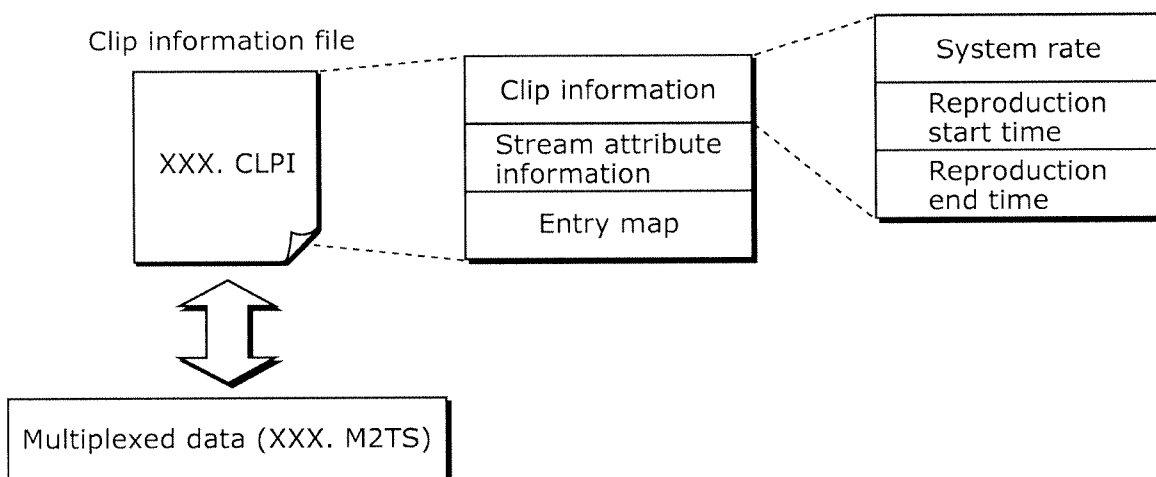 Clip information file
XXX. CLPI
Clip information
Stream attribute
information
Entry map
System rate
Reproduction
start time
Reproduction
end time
Multiplexed data (XXX. M2TS)